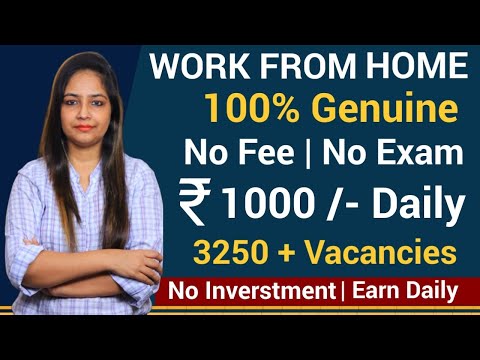 WORK FROM HOME
100% Genuine
No Fee | No Exam
₹ 1000 /- Daily
3250 + Vacancies
No Inverstment | Earn Daily